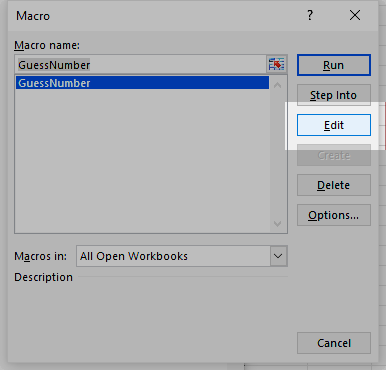 Macro
Macro name:
GuessNumber
Run
GuessNumber
Step Into
Edit
Create
Delete
Options...
Macros in: All Open Workbooks
Description
Cancel